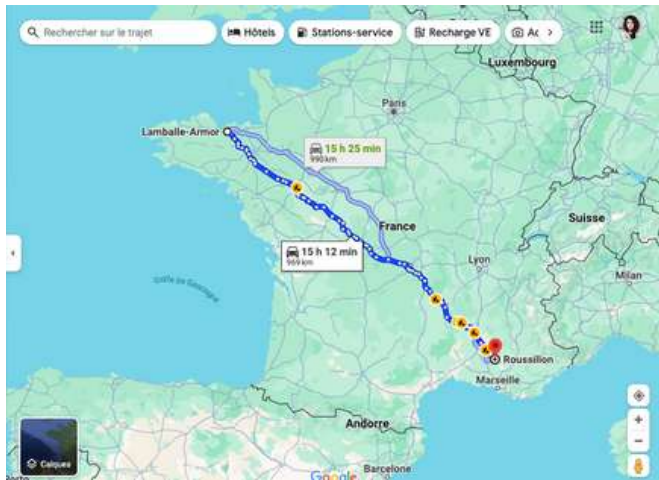 Rechercher sur le trajet
Hôtels
Stations-service
Recharge VE
Luxembourg
Paris
Lamballe-Armor
15 h 25 min
990 km
France
Suisse
15 h 12 min
969 km
Lyon
Milan
Golfe de Gascogne
Roussillon
Marseille
Andorre
Calques
Google
Barcelone